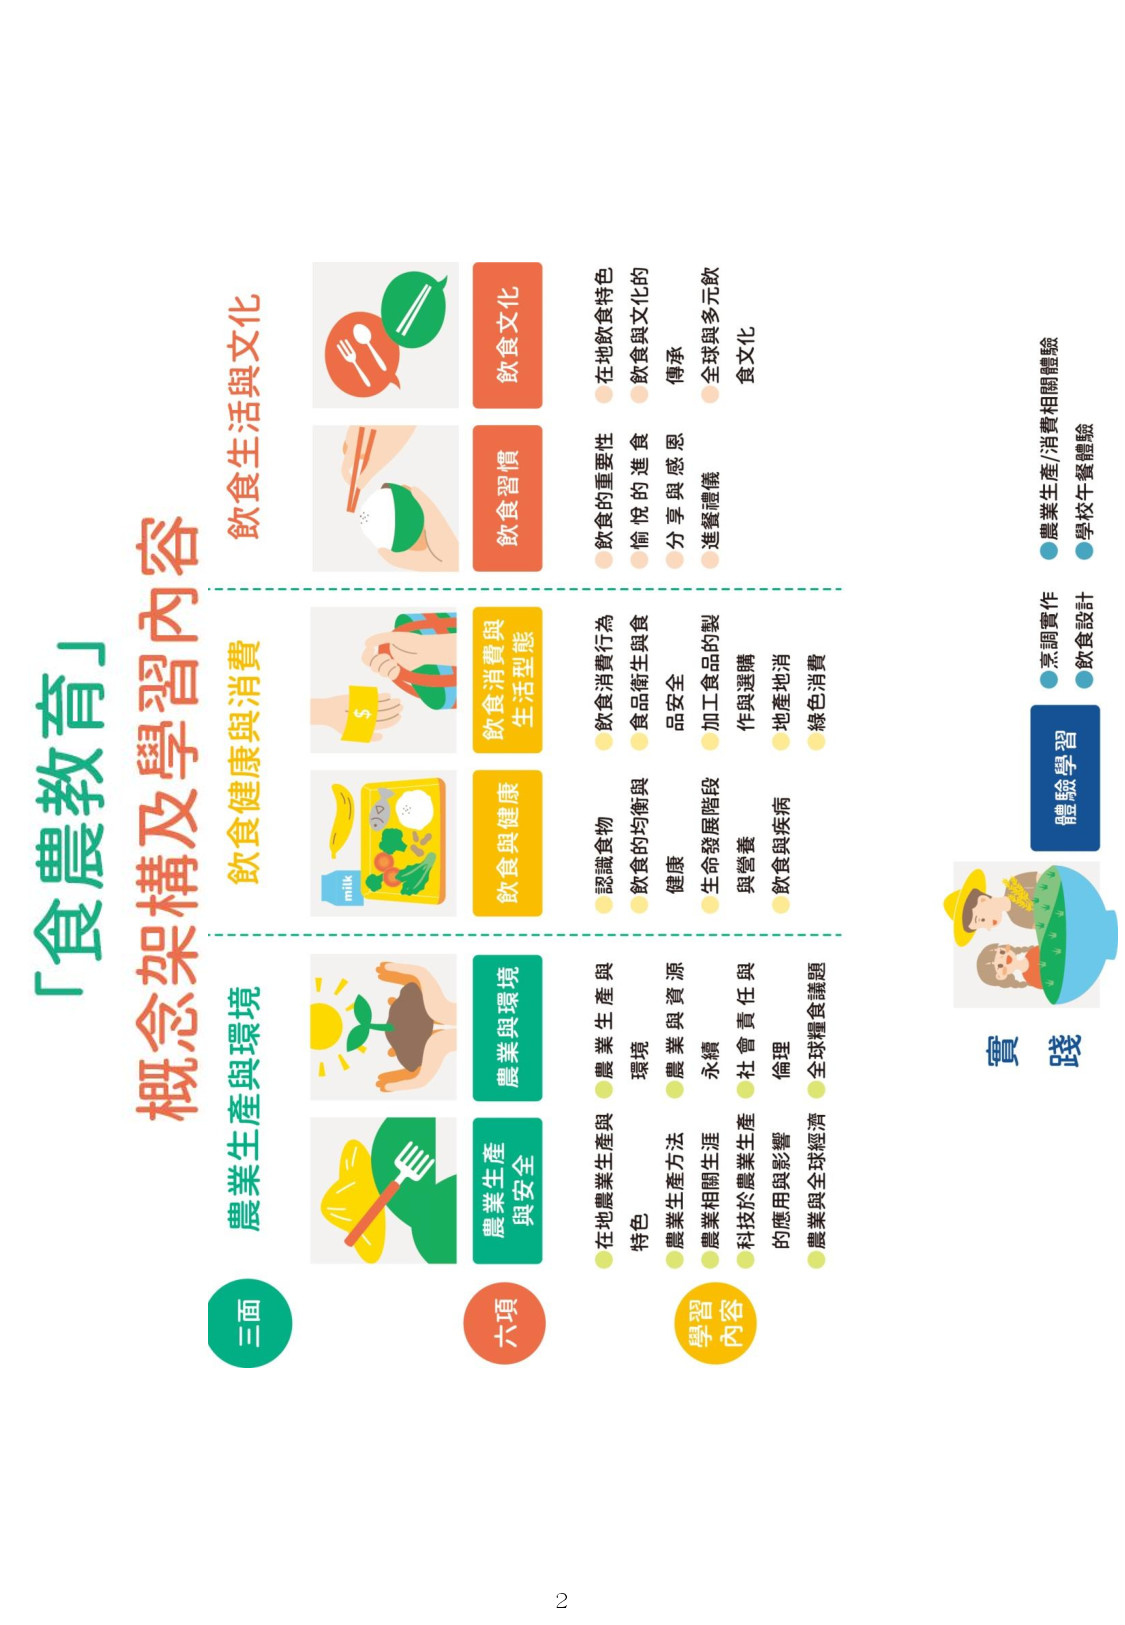 「食農教育」
概念架構及學習內容
三面
農業生產與環境
飲食健康與消費
飲食生活與文化
milk
$
六項
農業生產
與安全
農業與環境
飲食與健康
飲食消費與
生活型態
飲食習慣
飲食文化
學習
內容
在地農業生產與
特色
農業生產方法
農業相關生涯
科技於農業生產
的應用與影響
農業與全球經濟
農業生產與
環境
農業與資源
永續
社會責任與
倫理
全球糧食議題
認識食物
飲食的均衡與
健康
生命發展階段
與營養
飲食與疾病
飲食消費行為
食品衛生與食
品安全
加工食品的製
作與選購
地產地消
綠色消費
飲食的重要性
愉悅的進食
分享與感恩
進餐禮儀
在地飲食特色
飲食與文化的
傳承
全球與多元飲
食文化
實
踐
體驗學習
烹調實作
飲食設計
農業生產/消費相關體驗
學校午餐體驗
2